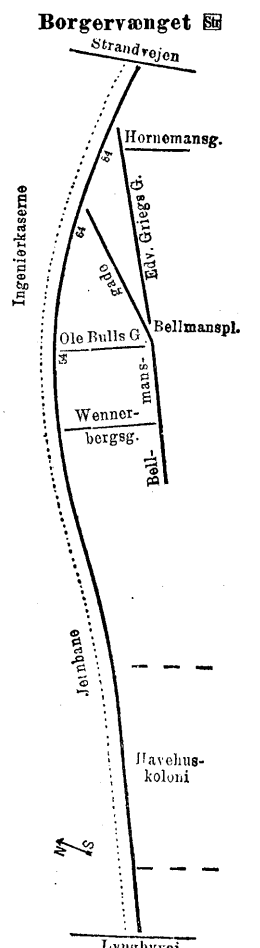 Borgervænget Str
Strandvejen
Hornemansg.
64
Edv. Griegs G.
Ingeniørkaserne
64
gade
Bellmanspl.
Ole Bulls G
54
mans-
Wenner-
bergsg.
Bell-
Jernbane
Havehus-
koloni
N S
Lyngbyvej